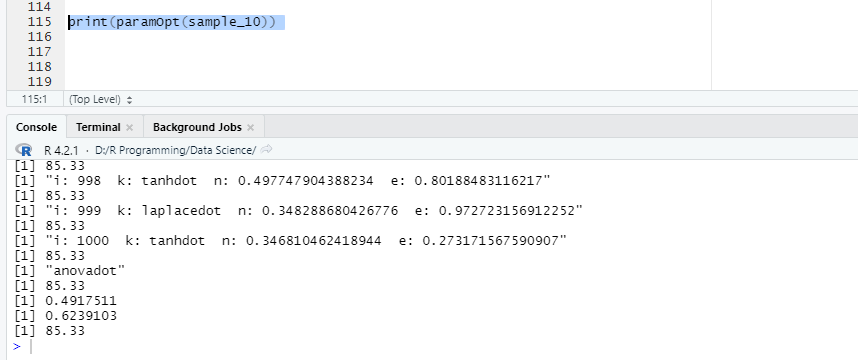 114
115 print(paramOpt(sample_10))
116
117
118
119
115:1 (Top Level)
Console Terminal × Background Jobs ×
R R 4.2.1 · D:/R Programming/Data Science/
[1] 85.33
[1] "i: 998  k: tanhdot  n: 0.497747904388234  e: 0.80188483116217"
[1] 85.33
[1] "i: 999  k: laplacedot  n: 0.348288680426776  e: 0.972723156912252"
[1] 85.33
[1] "i: 1000  k: tanhdot  n: 0.346810462418944  e: 0.273171567590907"
[1] 85.33
[1] "anovadot"
[1] 85.33
[1] 0.4917511
[1] 0.6239103
[1] 85.33
>